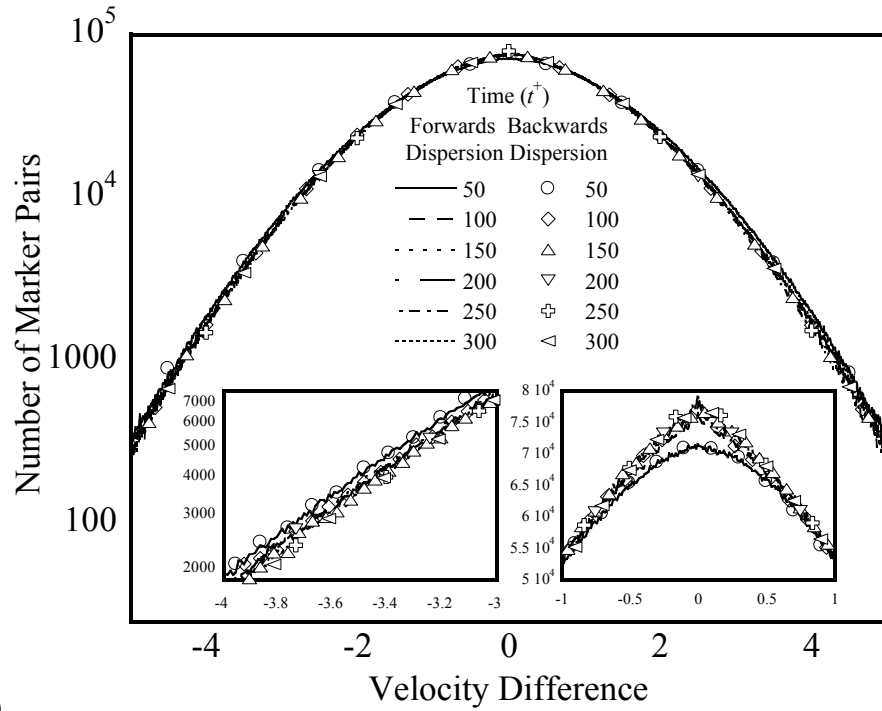 10^5
10^4
1000
100
Number of Marker Pairs
Time (t^+)
Forwards Backwards
Dispersion Dispersion
50 50
100 100
150 150
200 200
250 250
300 300
7000
6000
5000
4000
3000
2000
-4 -3.8 -3.6 -3.4 -3.2 -3
8 10^4
7.5 10^4
7 10^4
6.5 10^4
6 10^4
5.5 10^4
5 10^4
-1 -0.5 0 0.5 1
-4 -2 0 2 4
Velocity Difference